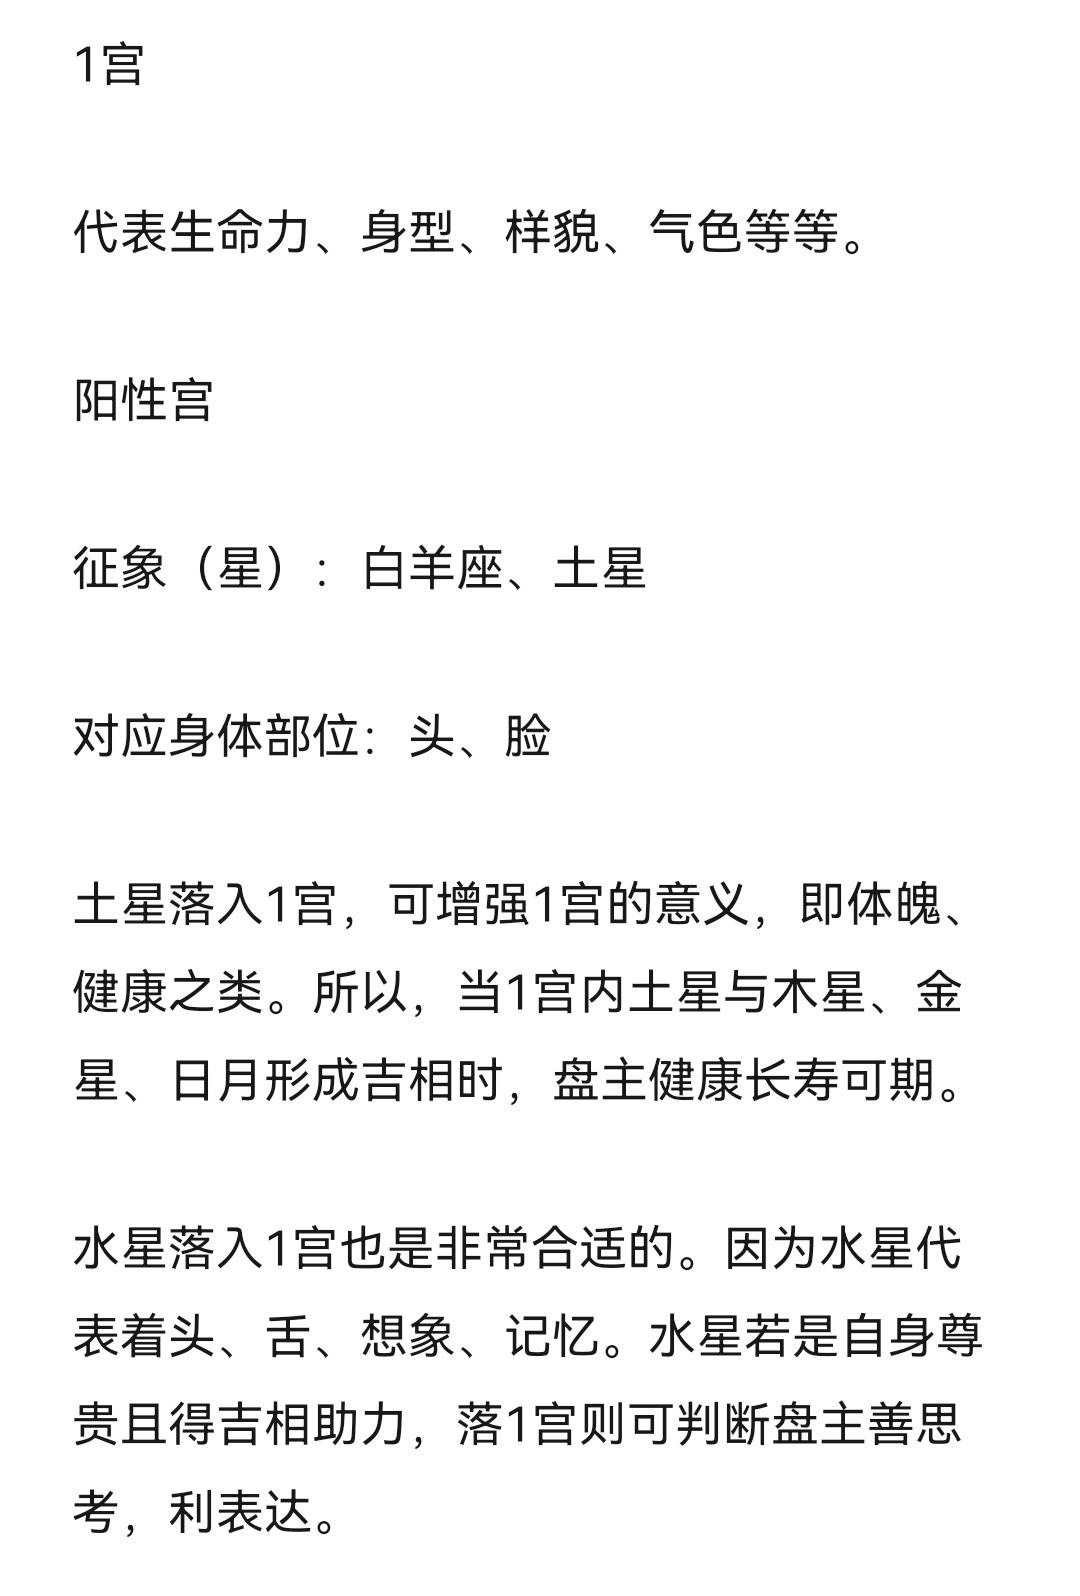 1宫
代表生命力、身型、样貌、气色等等。
阳性宫
征象（星）：白羊座、土星
对应身体部位：头、脸
土星落入1宫，可增强1宫的意义，即体魄、
健康之类。所以，当1宫内土星与木星、金
星、日月形成吉相时，盘主健康长寿可期。
水星落入1宫也是非常合适的。因为水星代
表着头、舌、想象、记忆。水星若是自身尊
贵且得吉相助力，落1宫则可判断盘主善思
考，利表达。